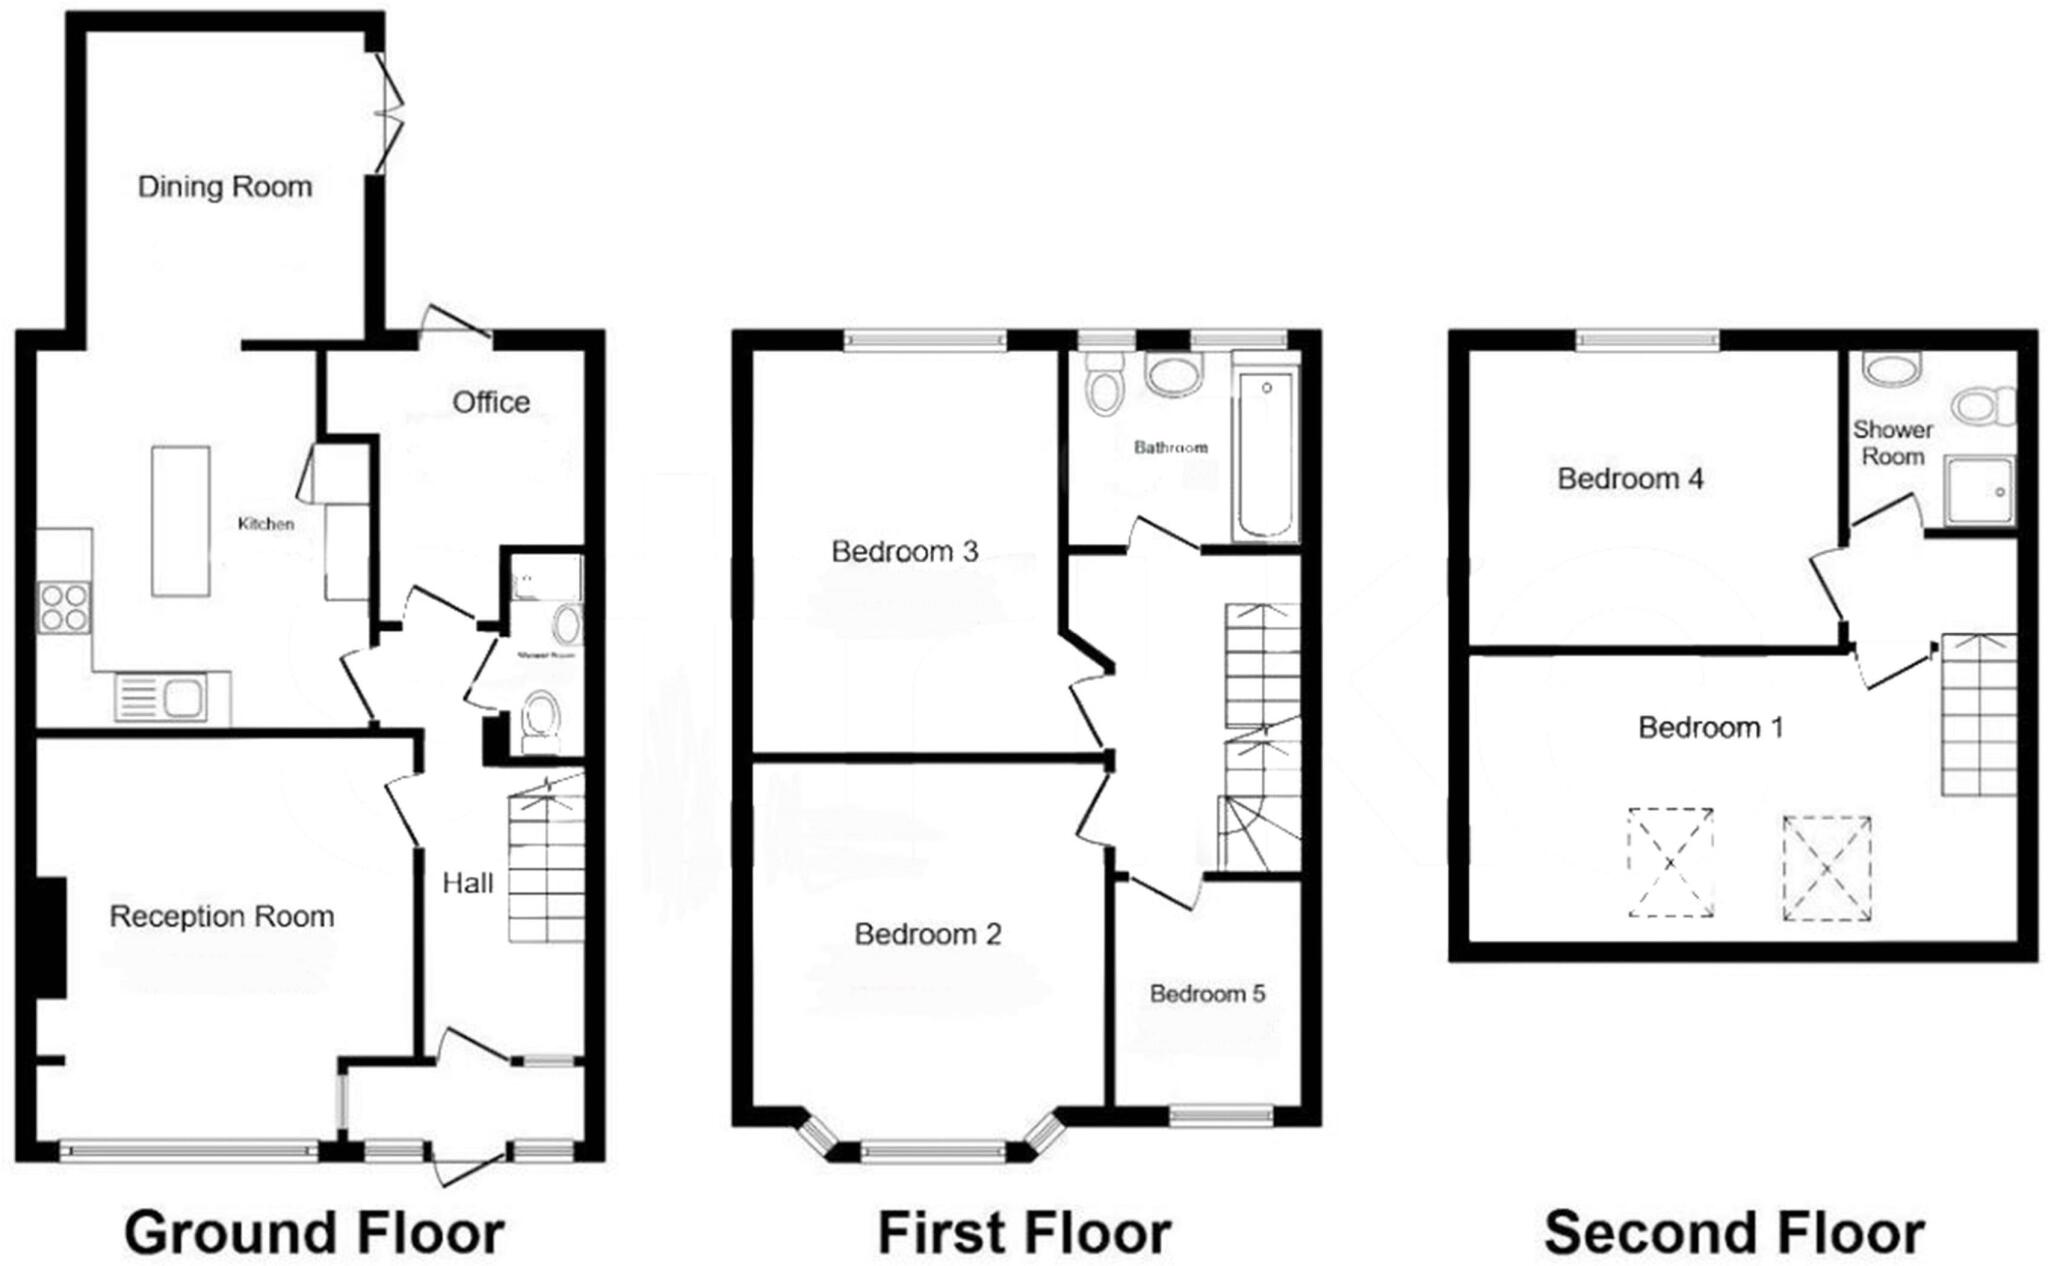 Dining Room
Office
Kitchen
Shower Room
Reception Room
Hall
Ground Floor
Bathroom
Bedroom 3
Bedroom 2
Bedroom 5
First Floor
Bedroom 4
Shower
Room
Bedroom 1
Second Floor